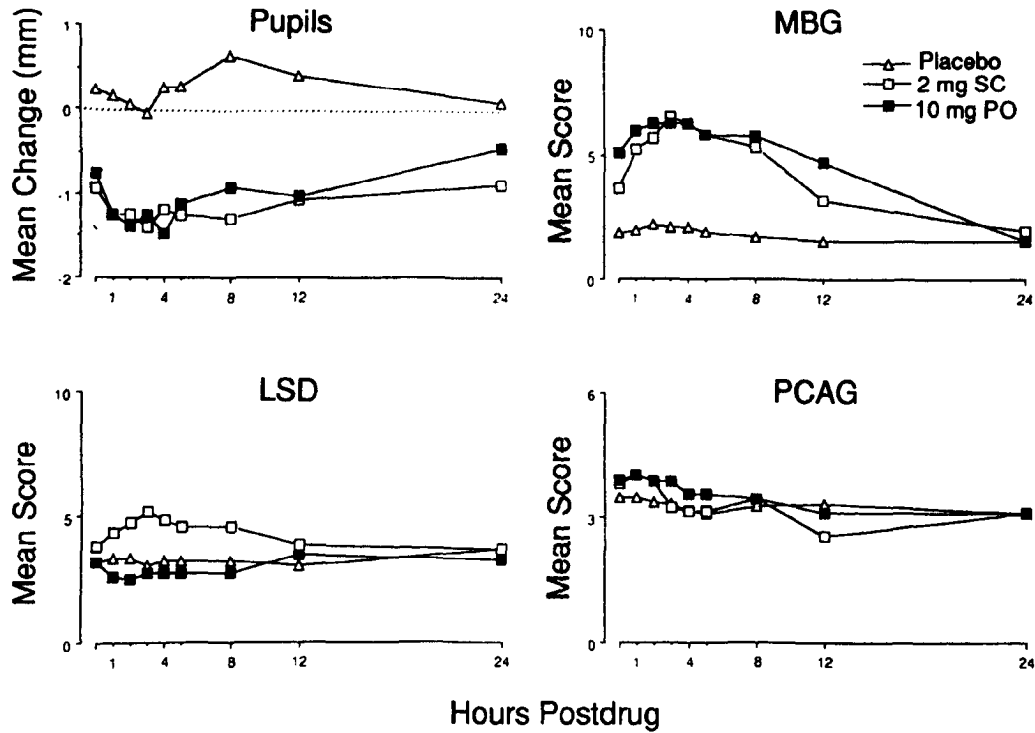 Pupils
Mean Change (mm)
1
0
-1
-2
1
4
8
12
24
MBG
Mean Score
10
5
0
1
4
8
12
24
Placebo
2 mg SC
10 mg PO
LSD
Mean Score
10
5
0
1
4
8
12
24
PCAG
Mean Score
6
3
0
1
4
8
12
24
Hours Postdrug